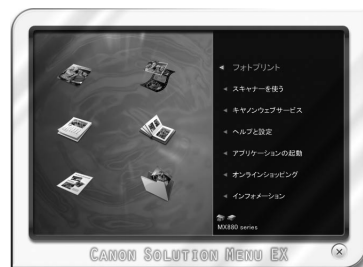 フォトプリント
スキャナーを使う
キヤノンウェブサービス
ヘルプと設定
アプリケーションの起動
オンラインショッピング
インフォメーション
MX880 series
CANON SOLUTION MENU EX